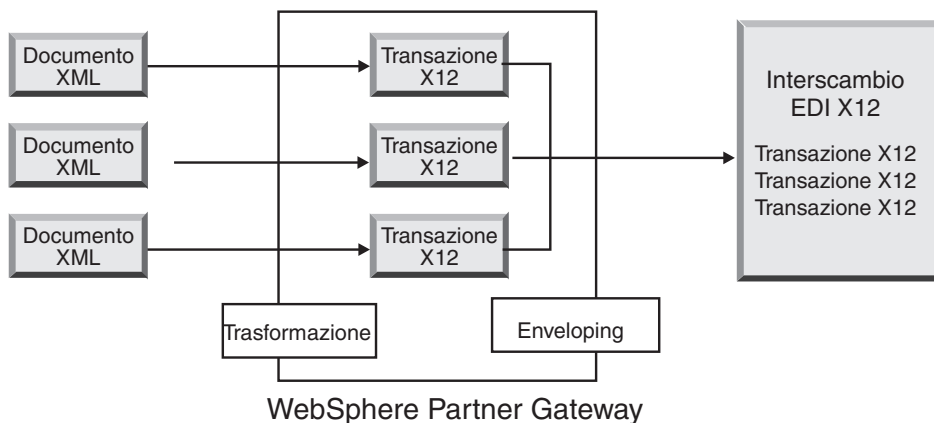 Documento
XML
Transazione
X12
Documento
XML
Transazione
X12
Documento
XML
Transazione
X12
Interscambio
EDI X12
Transazione X12
Transazione X12
Transazione X12
Trasformazione
Enveloping
WebSphere Partner Gateway